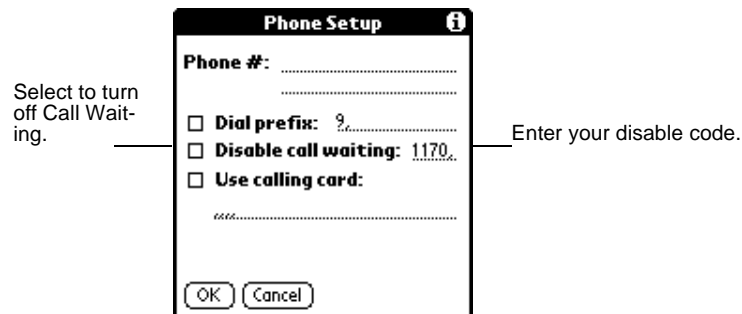 Phone Setup i
Phone #:
Select to turn
off Call Wait-
ing.
Dial prefix: 9,
Disable call waiting: 1170,
Enter your disable code.
Use calling card:
,,,,
OK Cancel